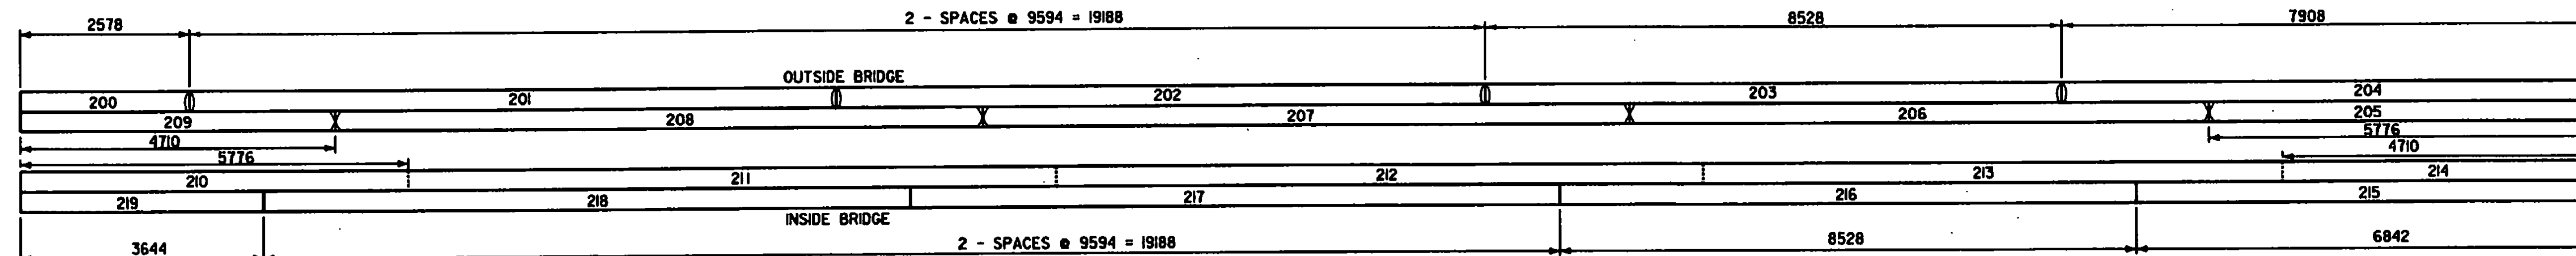 2578 2 - SPACES @ 9594 = 19188 8528 7908
OUTSIDE BRIDGE
200 201 202 203 204
209 208 207 206 205
4710 5776
5776 4710
210 211 212 213 214
219 218 217 216 215
INSIDE BRIDGE
3644 2 - SPACES @ 9594 = 19188 8528 6842